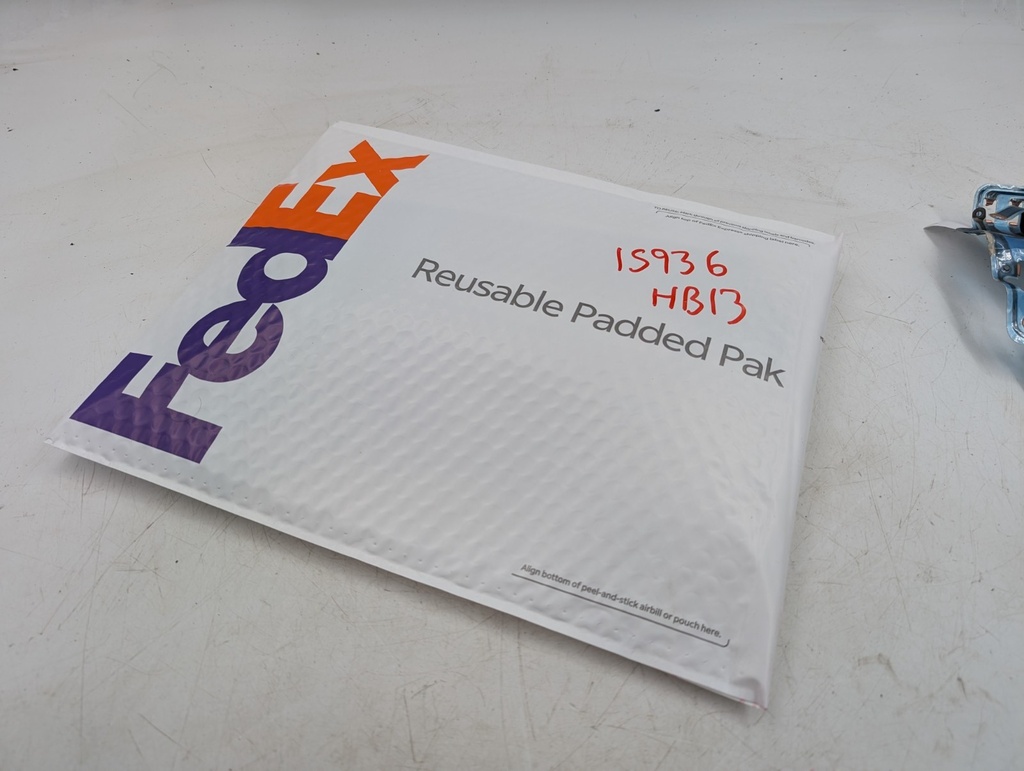 FedEx
15936
HB13
Reusable Padded Pak
Align bottom of peel-and-stick airbill or pouch here.